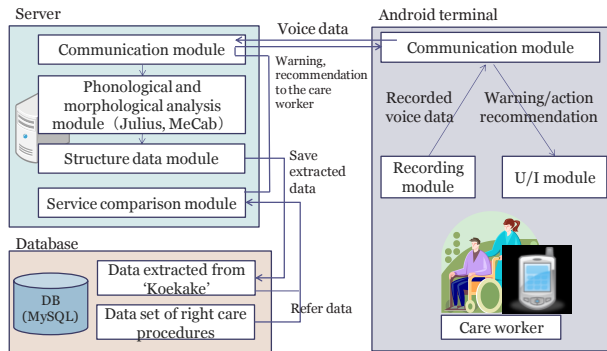 Server
Communication module
Phonological and
morphological analysis
module (Julius, MeCab)
Structure data module
Service comparison module
Voice data
Warning,
recommendation
to the care
worker
Save
extracted
data
Database
DB
(MySQL)
Data extracted from
‘Koekake’
Data set of right care
procedures
Refer data
Android terminal
Communication module
Recorded
voice data
Warning/action
recommendation
Recording
module
U/I module
Care worker